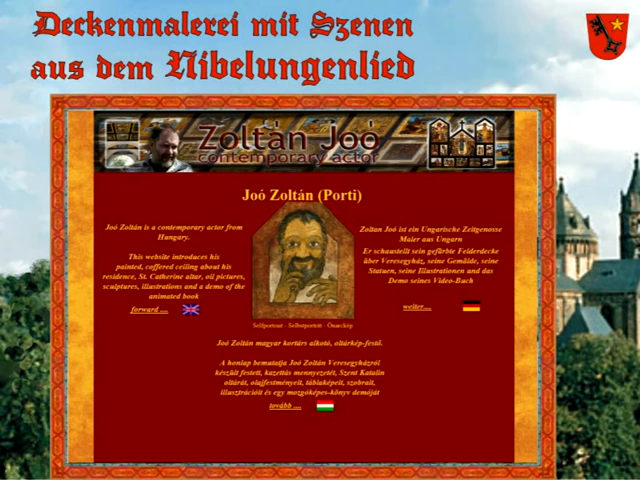 Deckenmalerei mit Szenen
aus dem Nibelungenlied
Zoltán Joó
contemporary actor
Joó Zoltán (Porti)
Joó Zoltán is a contemporary actor from
Hungary.
This website introduces his
painted, coffered ceiling about his
residence, St. Catherine altar, oil pictures,
sculptures, illustrations and a demo of the
animated book
forward ....
Zoltan Joó ist ein Ungarische Zeitgenosse
Maler aus Ungarn
Er schaustellt sein gefärbte Felderdecke
über Veresegyház, seine Gemälde, seine
Statuen, seine Illustrationen und das
Demo seines Video-Buch
weiter....
Selfportrait - Selbstporträt - Önarckép
Joó Zoltán magyar kortárs alkotó, oltárkép-festő.
A honlap bemutatja Joó Zoltán Veresegyházról
készült festett, kazettás mennyezetét, Szent Katalin
oltárát, olajfestményeit, táblaképeit, szobrait,
illusztrációit és egy mozgóképes-könyv demóját
tovább ....